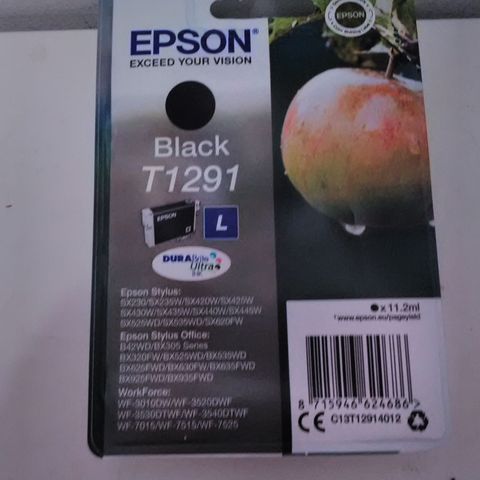 EPSON®
EXCEED YOUR VISION
EPSON
Black
T1291
EPSON
L
DURABrite
Ultra
Ink
Epson Stylus:
SX230/SX235W/SX420W/SX425W
SX430W/SX435W/SX440W/SX445W
SX525WD/SX535WD/SX620FW
Epson Stylus Office:
B42WD/BX305 Series
BX320FW/BX525WD/BX535WD
BX625FWD/BX630FW/BX635FWD
BX925FWD/BX935FWD
WorkForce:
WF-3010DW/WF-3520DWF
WF-3530DTWF/WF-3540DTWF
WF-7015/WF-7515/WF-7525
x 11.2ml
*www.epson.eu/pageyield
8 715946 624686
CE
C13T12914012